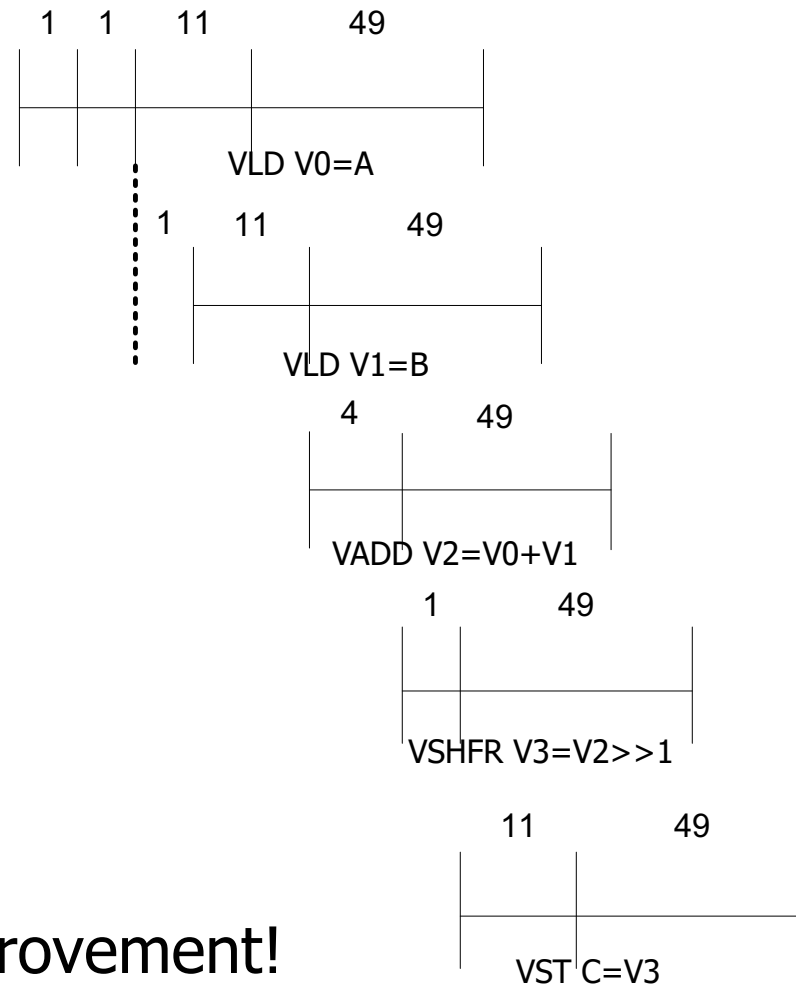 1 1 11 49
VLD V0=A
1 11 49
VLD V1=B
4 49
VADD V2=V0+V1
1 49
VSHFR V3=V2>>1
11 49
rovement!
VST C=V3